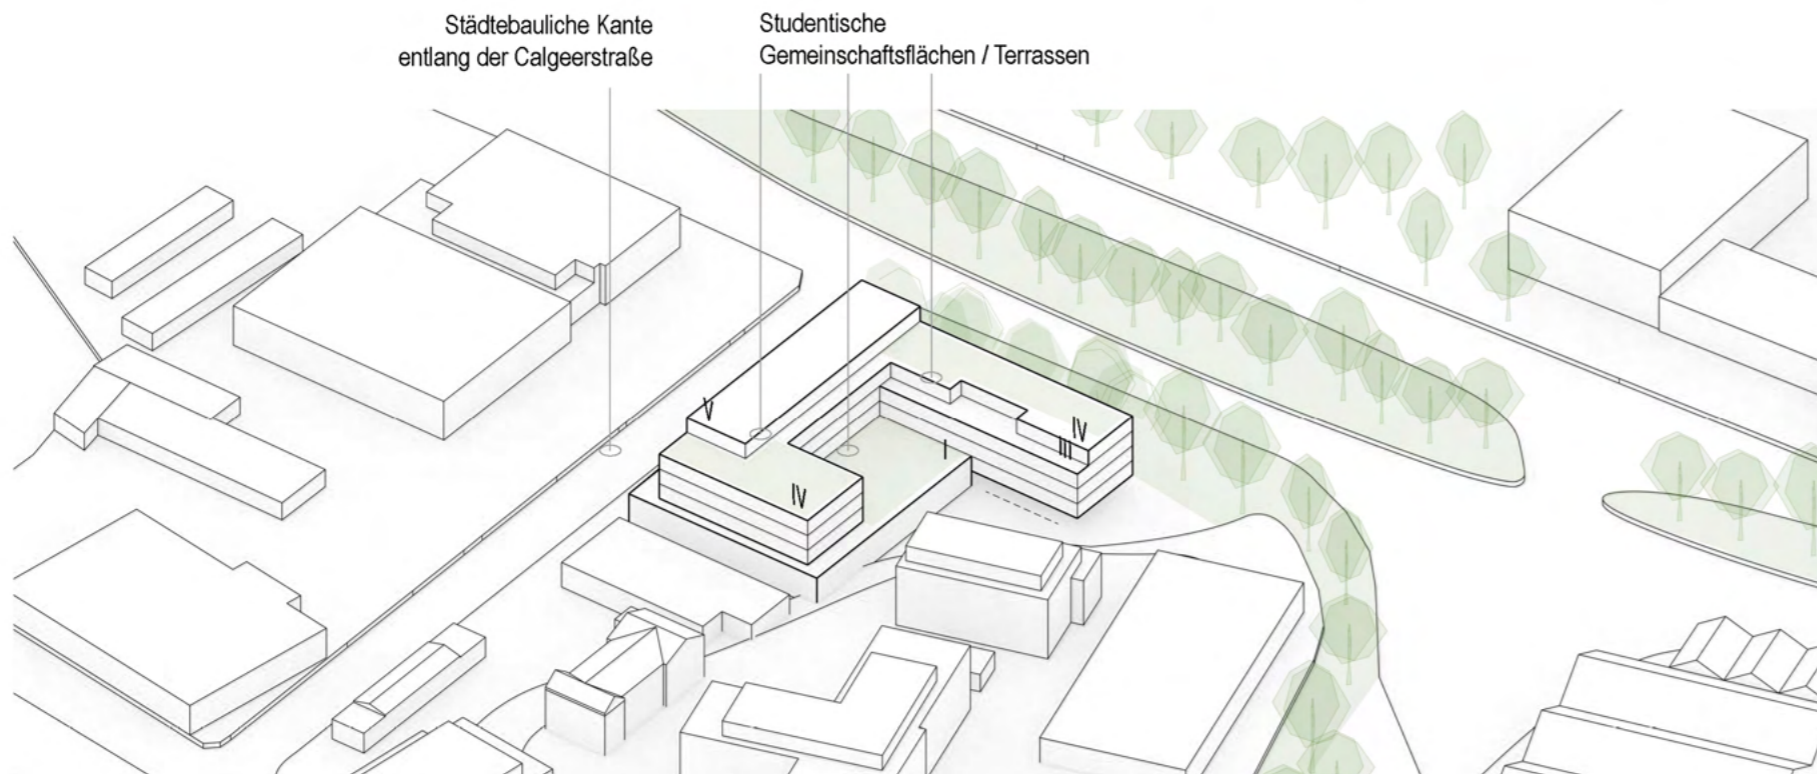 Städtebauliche Kante
entlang der Calgeerstraße
Studentische
Gemeinschaftsflächen / Terrassen
V
IV
III
I
IV